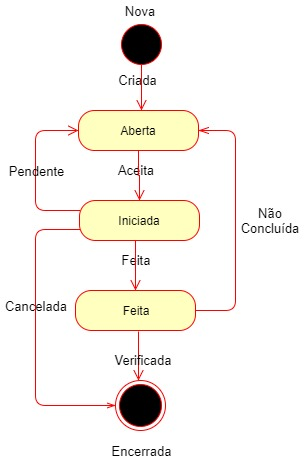 Nova
Criada
Aberta
Pendente
Aceita
Não
Concluída
Iniciada
Feita
Cancelada
Feita
Verificada
Encerrada